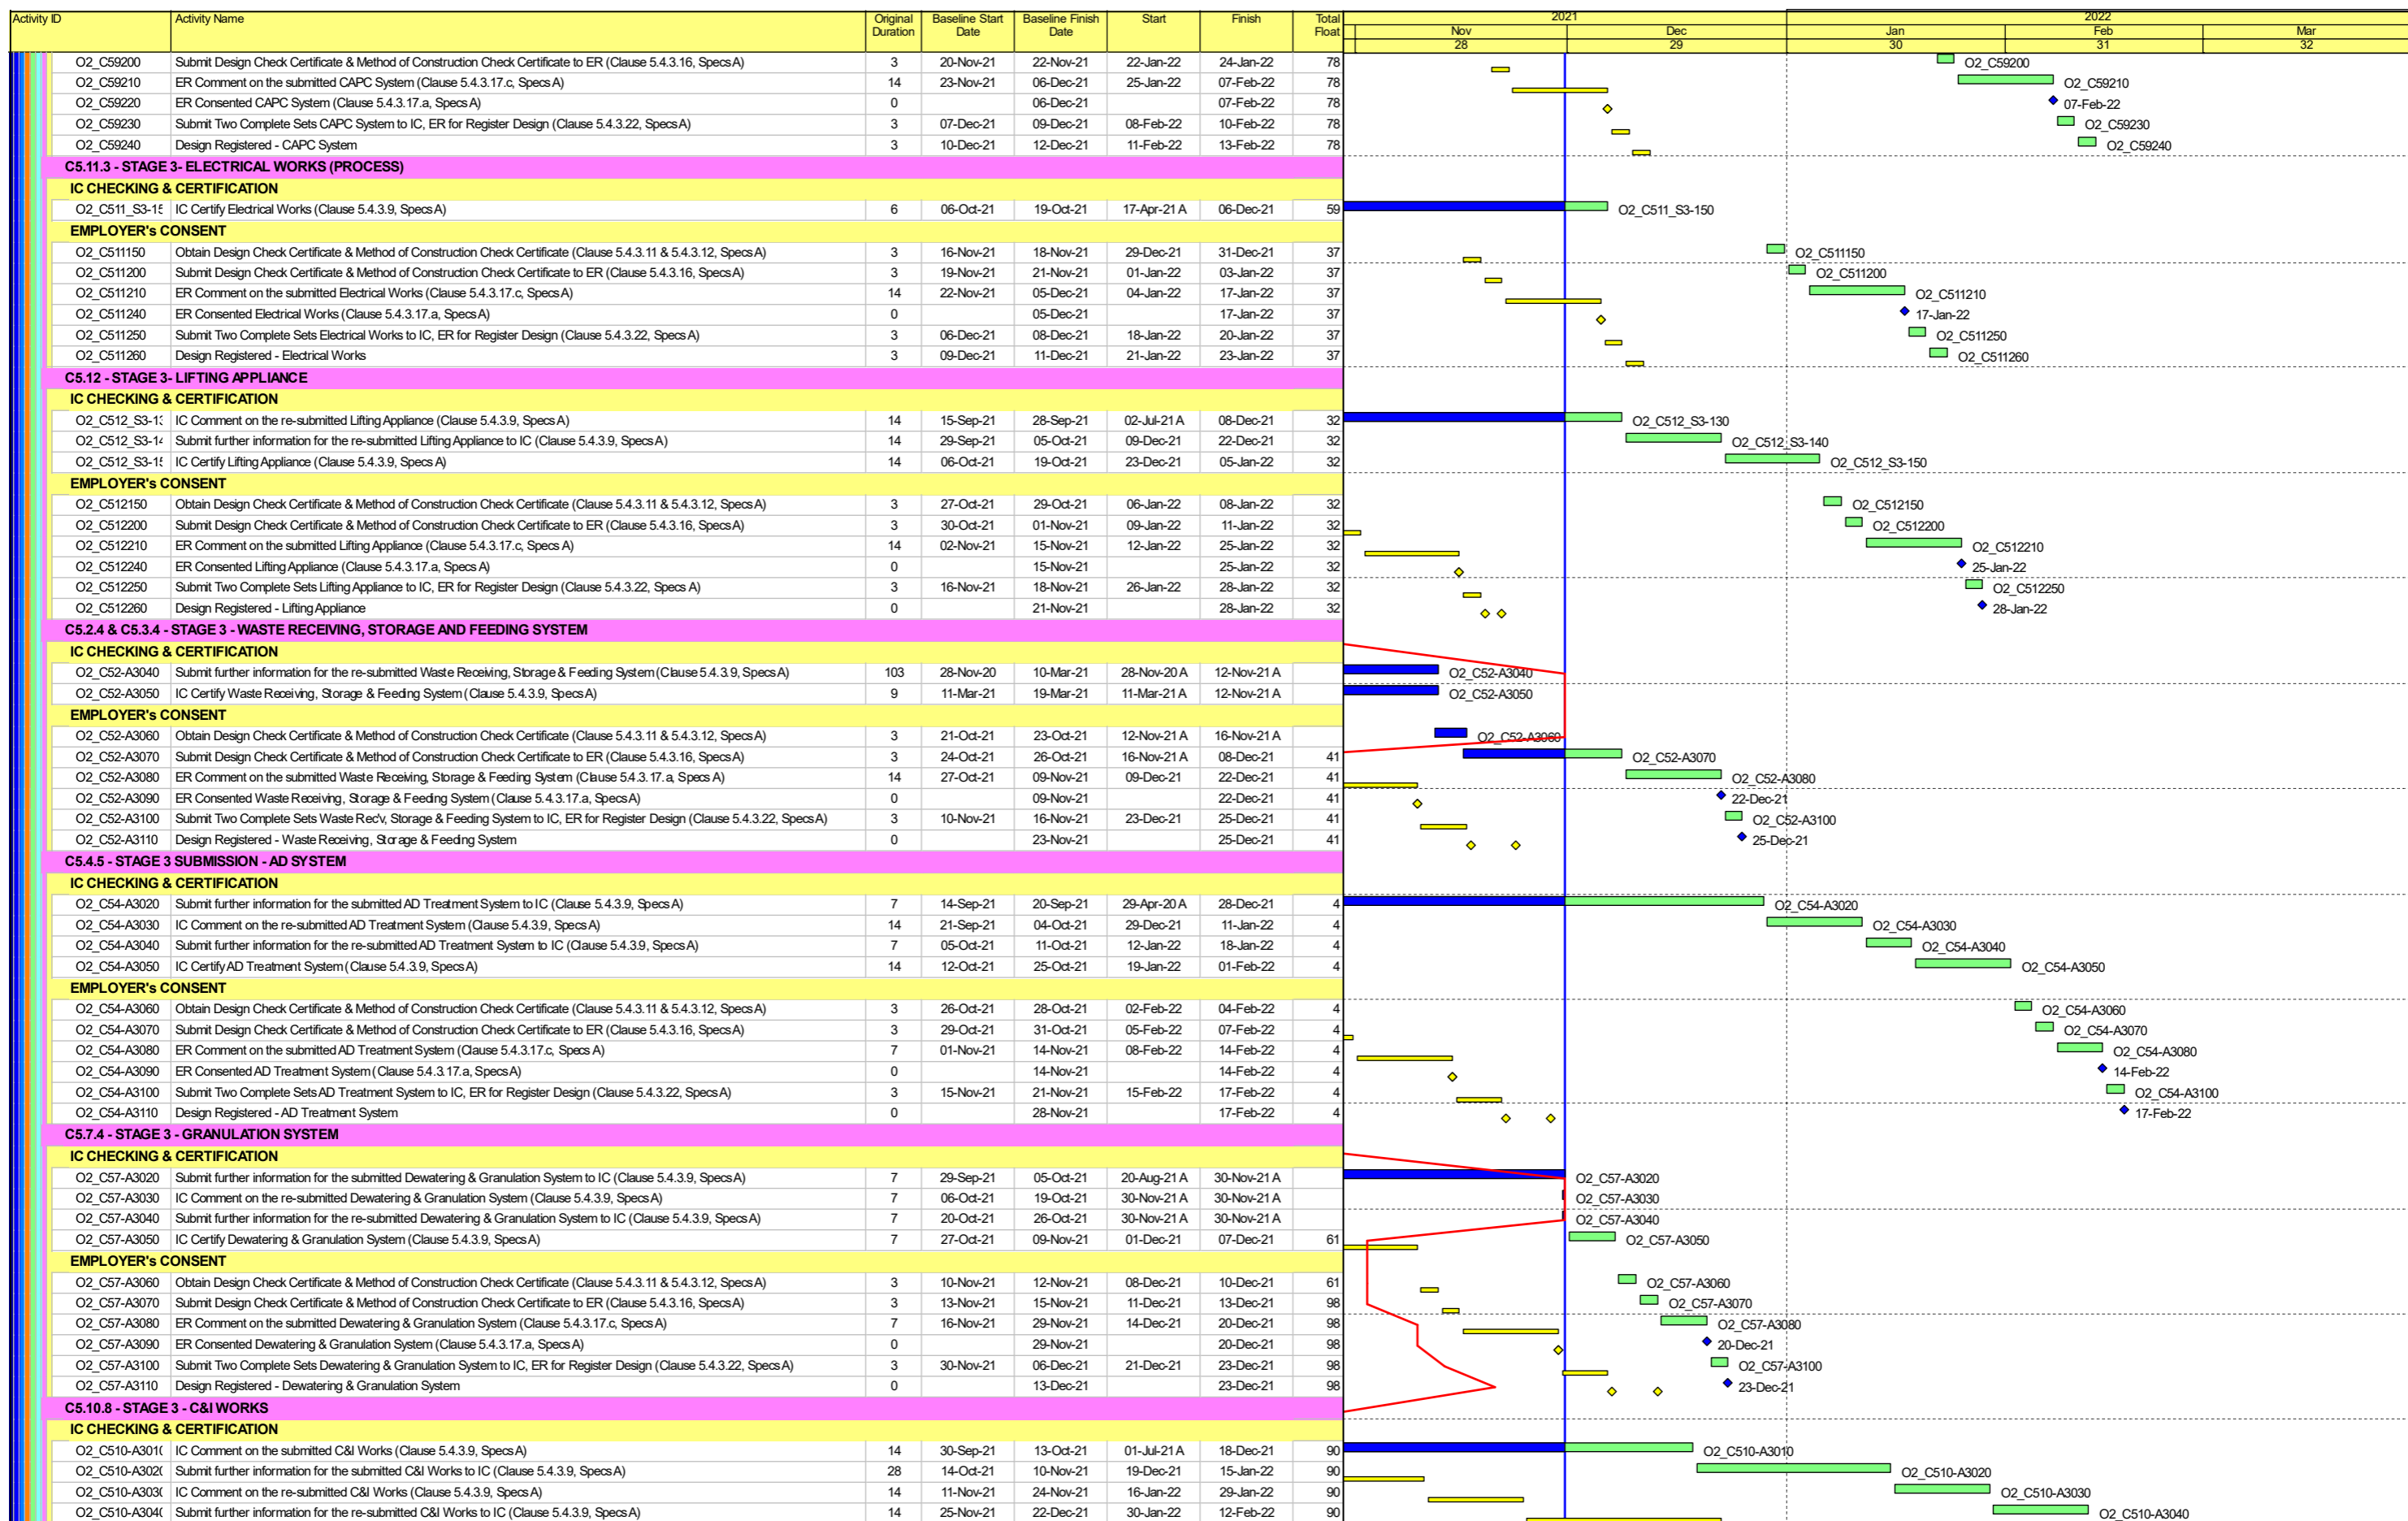 Activity ID Activity Name Original Duration Baseline Start Date Baseline Finish Date Start Finish Total Float 2021 2022
Nov Dec Jan Feb Mar
28 29 30 31 32
O2_C59200 Submit Design Check Certificate & Method of Construction Check Certificate to ER (Clause 5.4.3.16, Specs A) 3 20-Nov-21 22-Nov-21 22-Jan-22 24-Jan-22 78 O2_C59200
O2_C59210 ER Comment on the submitted CAPC System (Clause 5.4.3.17.c, Specs A) 14 23-Nov-21 06-Dec-21 25-Jan-22 07-Feb-22 78 O2_C59210
O2_C59220 ER Consented CAPC System (Clause 5.4.3.17.a, Specs A) 0 06-Dec-21 07-Feb-22 78 07-Feb-22
O2_C59230 Submit Two Complete Sets CAPC System to IC, ER for Register Design (Clause 5.4.3.22, Specs A) 3 07-Dec-21 09-Dec-21 08-Feb-22 10-Feb-22 78 O2_C59230
O2_C59240 Design Registered - CAPC System 3 10-Dec-21 12-Dec-21 11-Feb-22 13-Feb-22 78 O2_C59240
C5.11.3 - STAGE 3- ELECTRICAL WORKS (PROCESS)
IC CHECKING & CERTIFICATION
O2_C511_S3-15 IC Certify Electrical Works (Clause 5.4.3.9, Specs A) 6 06-Oct-21 19-Oct-21 17-Apr-21 A 06-Dec-21 59 O2_C511_S3-150
EMPLOYER's CONSENT
O2_C511150 Obtain Design Check Certificate & Method of Construction Check Certificate (Clause 5.4.3.11 & 5.4.3.12, Specs A) 3 16-Nov-21 18-Nov-21 29-Dec-21 31-Dec-21 37 O2_C511150
O2_C511200 Submit Design Check Certificate & Method of Construction Check Certificate to ER (Clause 5.4.3.16, Specs A) 3 19-Nov-21 21-Nov-21 01-Jan-22 03-Jan-22 37 O2_C511200
O2_C511210 ER Comment on the submitted Electrical Works (Clause 5.4.3.17.c, Specs A) 14 22-Nov-21 05-Dec-21 04-Jan-22 17-Jan-22 37 O2_C511210
O2_C511240 ER Consented Electrical Works (Clause 5.4.3.17.a, Specs A) 0 05-Dec-21 17-Jan-22 37 17-Jan-22
O2_C511250 Submit Two Complete Sets Electrical Works to IC, ER for Register Design (Clause 5.4.3.22, Specs A) 3 06-Dec-21 08-Dec-21 18-Jan-22 20-Jan-22 37 O2_C511250
O2_C511260 Design Registered - Electrical Works 3 09-Dec-21 11-Dec-21 21-Jan-22 23-Jan-22 37 O2_C511260
C5.12 - STAGE 3- LIFTING APPLIANCE
IC CHECKING & CERTIFICATION
O2_C512_S3-13 IC Comment on the re-submitted Lifting Appliance (Clause 5.4.3.9, Specs A) 14 15-Sep-21 28-Sep-21 02-Jul-21 A 08-Dec-21 32 O2_C512_S3-130
O2_C512_S3-14 Submit further information for the re-submitted Lifting Appliance to IC (Clause 5.4.3.9, Specs A) 14 29-Sep-21 05-Oct-21 09-Dec-21 22-Dec-21 32 O2_C512_S3-140
O2_C512_S3-15 IC Certify Lifting Appliance (Clause 5.4.3.9, Specs A) 14 06-Oct-21 19-Oct-21 23-Dec-21 05-Jan-22 32 O2_C512_S3-150
EMPLOYER's CONSENT
O2_C512150 Obtain Design Check Certificate & Method of Construction Check Certificate (Clause 5.4.3.11 & 5.4.3.12, Specs A) 3 27-Oct-21 29-Oct-21 06-Jan-22 08-Jan-22 32 O2_C512150
O2_C512200 Submit Design Check Certificate & Method of Construction Check Certificate to ER (Clause 5.4.3.16, Specs A) 3 30-Oct-21 01-Nov-21 09-Jan-22 11-Jan-22 32 O2_C512200
O2_C512210 ER Comment on the submitted Lifting Appliance (Clause 5.4.3.17.c, Specs A) 14 02-Nov-21 15-Nov-21 12-Jan-22 25-Jan-22 32 O2_C512210
O2_C512240 ER Consented Lifting Appliance (Clause 5.4.3.17.a, Specs A) 0 15-Nov-21 25-Jan-22 32 25-Jan-22
O2_C512250 Submit Two Complete Sets Lifting Appliance to IC, ER for Register Design (Clause 5.4.3.22, Specs A) 3 16-Nov-21 18-Nov-21 26-Jan-22 28-Jan-22 32 O2_C512250
O2_C512260 Design Registered - Lifting Appliance 0 21-Nov-21 28-Jan-22 32 28-Jan-22
C5.2.4 & C5.3.4 - STAGE 3 - WASTE RECEIVING, STORAGE AND FEEDING SYSTEM
IC CHECKING & CERTIFICATION
O2_C52-A3040 Submit further information for the re-submitted Waste Receiving, Storage & Feeding System (Clause 5.4.3.9, Specs A) 103 28-Nov-20 10-Mar-21 28-Nov-20 A 12-Nov-21 A O2_C52-A3040
O2_C52-A3050 IC Certify Waste Receiving, Storage & Feeding System (Clause 5.4.3.9, Specs A) 9 11-Mar-21 19-Mar-21 11-Mar-21 A 12-Nov-21 A O2_C52-A3050
EMPLOYER's CONSENT
O2_C52-A3060 Obtain Design Check Certificate & Method of Construction Check Certificate (Clause 5.4.3.11 & 5.4.3.12, Specs A) 3 21-Oct-21 23-Oct-21 12-Nov-21 A 16-Nov-21 A O2_C52-A3060
O2_C52-A3070 Submit Design Check Certificate & Method of Construction Check Certificate to ER (Clause 5.4.3.16, Specs A) 3 24-Oct-21 26-Oct-21 16-Nov-21 A 08-Dec-21 41 O2_C52-A3070
O2_C52-A3080 ER Comment on the submitted Waste Receiving, Storage & Feeding System (Clause 5.4.3.17.a, Specs A) 14 27-Oct-21 09-Nov-21 09-Dec-21 22-Dec-21 41 O2_C52-A3080
O2_C52-A3090 ER Consented Waste Receiving, Storage & Feeding System (Clause 5.4.3.17.a, Specs A) 0 09-Nov-21 22-Dec-21 41 22-Dec-21
O2_C52-A3100 Submit Two Complete Sets Waste Rec'v, Storage & Feeding System to IC, ER for Register Design (Clause 5.4.3.22, Specs A) 3 10-Nov-21 16-Nov-21 23-Dec-21 25-Dec-21 41 O2_C52-A3100
O2_C52-A3110 Design Registered - Waste Receiving, Storage & Feeding System 0 23-Nov-21 25-Dec-21 41 25-Dec-21
C5.4.5 - STAGE 3 SUBMISSION - AD SYSTEM
IC CHECKING & CERTIFICATION
O2_C54-A3020 Submit further information for the submitted AD Treatment System to IC (Clause 5.4.3.9, Specs A) 7 14-Sep-21 20-Sep-21 29-Apr-20 A 28-Dec-21 4 O2_C54-A3020
O2_C54-A3030 IC Comment on the re-submitted AD Treatment System (Clause 5.4.3.9, Specs A) 14 21-Sep-21 04-Oct-21 29-Dec-21 11-Jan-22 4 O2_C54-A3030
O2_C54-A3040 Submit further information for the re-submitted AD Treatment System to IC (Clause 5.4.3.9, Specs A) 7 05-Oct-21 11-Oct-21 12-Jan-22 18-Jan-22 4 O2_C54-A3040
O2_C54-A3050 IC Certify AD Treatment System (Clause 5.4.3.9, Specs A) 14 12-Oct-21 25-Oct-21 19-Jan-22 01-Feb-22 4 O2_C54-A3050
EMPLOYER's CONSENT
O2_C54-A3060 Obtain Design Check Certificate & Method of Construction Check Certificate (Clause 5.4.3.11 & 5.4.3.12, Specs A) 3 26-Oct-21 28-Oct-21 02-Feb-22 04-Feb-22 4 O2_C54-A3060
O2_C54-A3070 Submit Design Check Certificate & Method of Construction Check Certificate to ER (Clause 5.4.3.16, Specs A) 3 29-Oct-21 31-Oct-21 05-Feb-22 07-Feb-22 4 O2_C54-A3070
O2_C54-A3080 ER Comment on the submitted AD Treatment System (Clause 5.4.3.17.c, Specs A) 7 01-Nov-21 14-Nov-21 08-Feb-22 14-Feb-22 4 O2_C54-A3080
O2_C54-A3090 ER Consented AD Treatment System (Clause 5.4.3.17.a, Specs A) 0 14-Nov-21 14-Feb-22 4 14-Feb-22
O2_C54-A3100 Submit Two Complete Sets AD Treatment System to IC, ER for Register Design (Clause 5.4.3.22, Specs A) 3 15-Nov-21 21-Nov-21 15-Feb-22 17-Feb-22 4 O2_C54-A3100
O2_C54-A3110 Design Registered - AD Treatment System 0 28-Nov-21 17-Feb-22 4 17-Feb-22
C5.7.4 - STAGE 3 - GRANULATION SYSTEM
IC CHECKING & CERTIFICATION
O2_C57-A3020 Submit further information for the submitted Dewatering & Granulation System to IC (Clause 5.4.3.9, Specs A) 7 29-Sep-21 05-Oct-21 20-Aug-21 A 30-Nov-21 A O2_C57-A3020
O2_C57-A3030 IC Comment on the re-submitted Dewatering & Granulation System (Clause 5.4.3.9, Specs A) 7 06-Oct-21 19-Oct-21 30-Nov-21 A 30-Nov-21 A O2_C57-A3030
O2_C57-A3040 Submit further information for the re-submitted Dewatering & Granulation System to IC (Clause 5.4.3.9, Specs A) 7 20-Oct-21 26-Oct-21 30-Nov-21 A 30-Nov-21 A O2_C57-A3040
O2_C57-A3050 IC Certify Dewatering & Granulation System (Clause 5.4.3.9, Specs A) 7 27-Oct-21 09-Nov-21 01-Dec-21 07-Dec-21 61 O2_C57-A3050
EMPLOYER's CONSENT
O2_C57-A3060 Obtain Design Check Certificate & Method of Construction Check Certificate (Clause 5.4.3.11 & 5.4.3.12, Specs A) 3 10-Nov-21 12-Nov-21 08-Dec-21 10-Dec-21 61 O2_C57-A3060
O2_C57-A3070 Submit Design Check Certificate & Method of Construction Check Certificate to ER (Clause 5.4.3.16, Specs A) 3 13-Nov-21 15-Nov-21 11-Dec-21 13-Dec-21 98 O2_C57-A3070
O2_C57-A3080 ER Comment on the submitted Dewatering & Granulation System (Clause 5.4.3.17.c, Specs A) 7 16-Nov-21 29-Nov-21 14-Dec-21 20-Dec-21 98 O2_C57-A3080
O2_C57-A3090 ER Consented Dewatering & Granulation System (Clause 5.4.3.17.a, Specs A) 0 29-Nov-21 20-Dec-21 98 20-Dec-21
O2_C57-A3100 Submit Two Complete Sets Dewatering & Granulation System to IC, ER for Register Design (Clause 5.4.3.22, Specs A) 3 30-Nov-21 06-Dec-21 21-Dec-21 23-Dec-21 98 O2_C57-A3100
O2_C57-A3110 Design Registered - Dewatering & Granulation System 0 13-Dec-21 23-Dec-21 98 23-Dec-21
C5.10.8 - STAGE 3 - C&I WORKS
IC CHECKING & CERTIFICATION
O2_C510-A3010 IC Comment on the submitted C&I Works (Clause 5.4.3.9, Specs A) 14 30-Sep-21 13-Oct-21 01-Jul-21 A 18-Dec-21 90 O2_C510-A3010
O2_C510-A3020 Submit further information for the submitted C&I Works to IC (Clause 5.4.3.9, Specs A) 28 14-Oct-21 10-Nov-21 19-Dec-21 15-Jan-22 90 O2_C510-A3020
O2_C510-A3030 IC Comment on the re-submitted C&I Works (Clause 5.4.3.9, Specs A) 14 11-Nov-21 24-Nov-21 16-Jan-22 29-Jan-22 90 O2_C510-A3030
O2_C510-A3040 Submit further information for the re-submitted C&I Works to IC (Clause 5.4.3.9, Specs A) 14 25-Nov-21 22-Dec-21 30-Jan-22 12-Feb-22 90 O2_C510-A3040